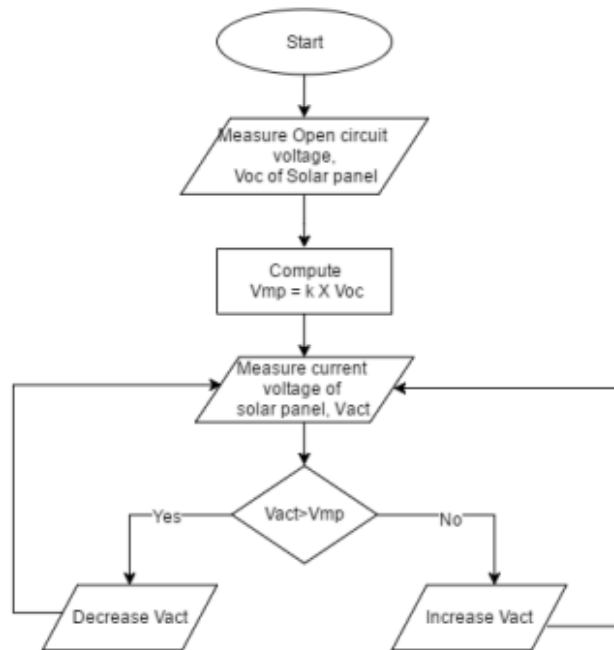 Start
Measure Open circuit
voltage,
Voc of Solar panel
Compute
Vmp = k X Voc
Measure current
voltage of
solar panel, Vact
Vact>Vmp
Yes
No
Decrease Vact
Increase Vact